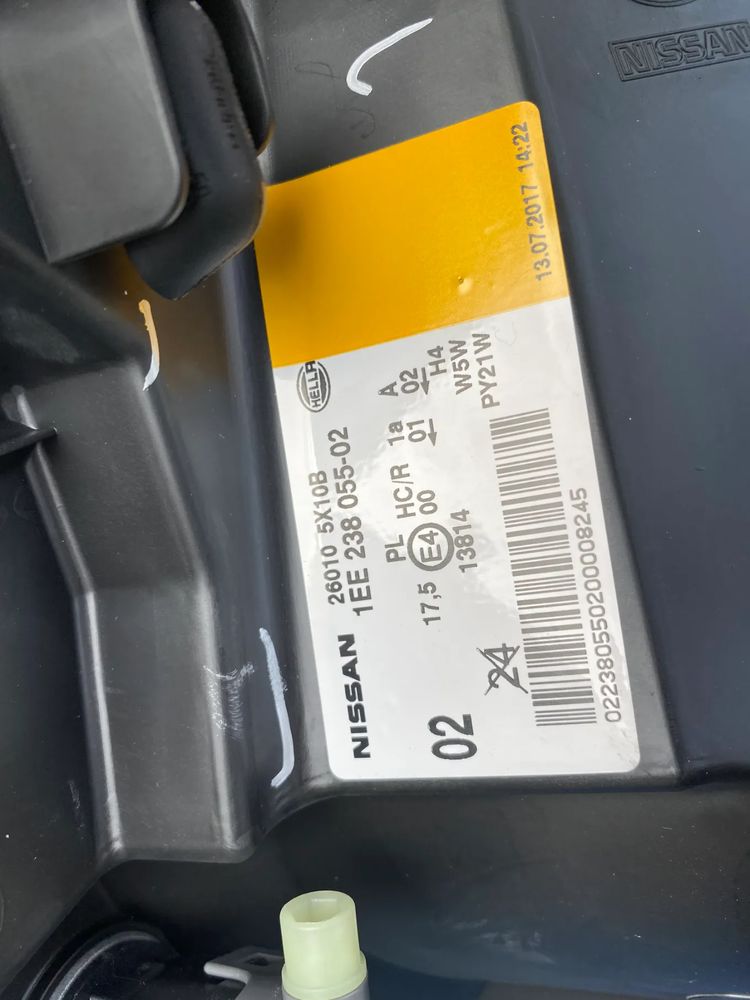 NISSAN
13.07.2017 14:22
HELLA
NISSAN 26010 5X10B
1EE 238 055-02
PL HC/R 1a A
17,5 E4 00 01 02
13814 H4
W5W
PY21W
02 24
0223805502000008245